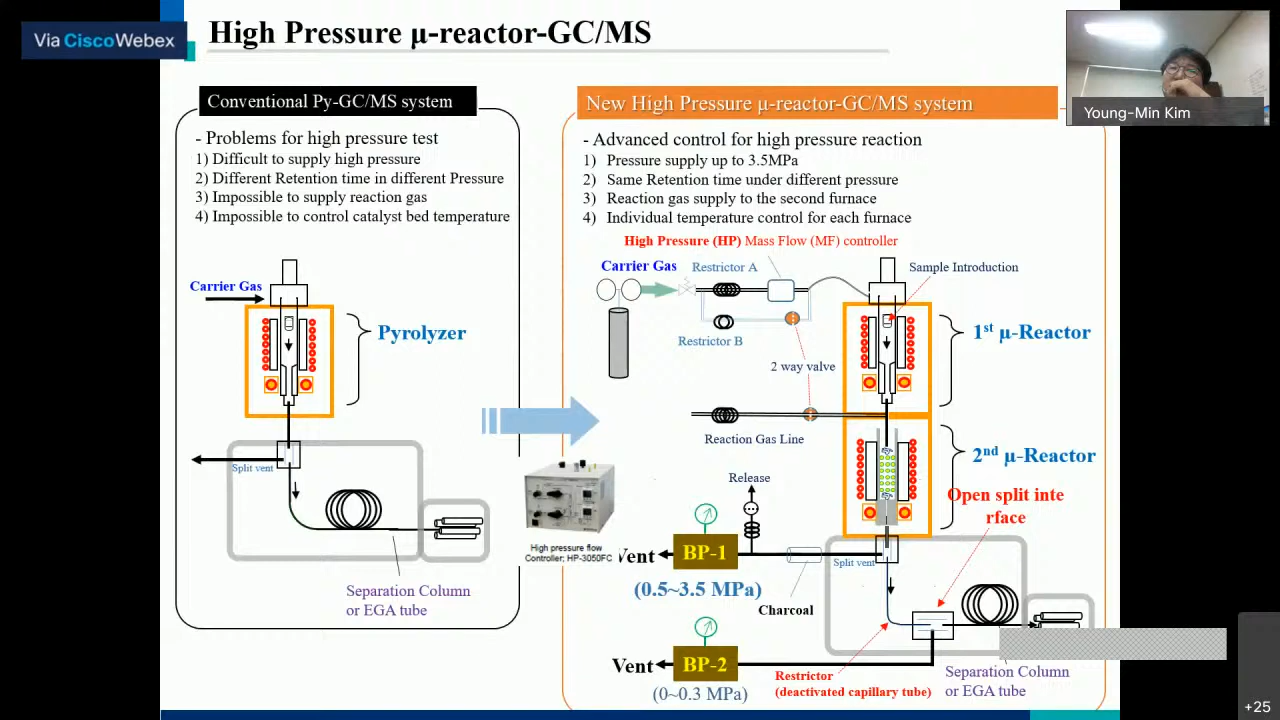 Via Cisco Webex
High Pressure μ-reactor-GC/MS
Young-Min Kim
Conventional Py-GC/MS system
- Problems for high pressure test
1) Difficult to supply high pressure
2) Different Retention time in different Pressure
3) Impossible to supply reaction gas
4) Impossible to control catalyst bed temperature
Carrier Gas
Pyrolyzer
Split vent
Separation Column
or EGA tube
High pressure flow
Controller; HP-3050FC
New High Pressure μ-reactor-GC/MS system
- Advanced control for high pressure reaction
1) Pressure supply up to 3.5MPa
2) Same Retention time under different pressure
3) Reaction gas supply to the second furnace
4) Individual temperature control for each furnace
High Pressure (HP) Mass Flow (MF) controller
Carrier Gas
Restrictor A
Sample Introduction
Restrictor B
1st μ-Reactor
2 way valve
Reaction Gas Line
2nd μ-Reactor
Release
Open split inte
rface
Vent
BP-1
Split vent
(0.5~3.5 MPa)
Charcoal
Vent
BP-2
(0~0.3 MPa)
Restrictor
(deactivated capillary tube)
Separation Column
or EGA tube
+25